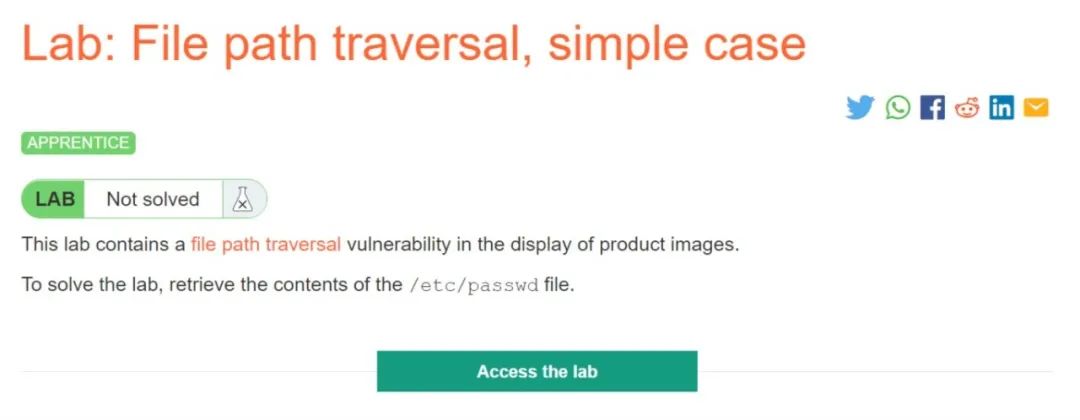 Lab: File path traversal, simple case
APPRENTICE
LAB Not solved
This lab contains a file path traversal vulnerability in the display of product images.
To solve the lab, retrieve the contents of the /etc/passwd file.
Access the lab